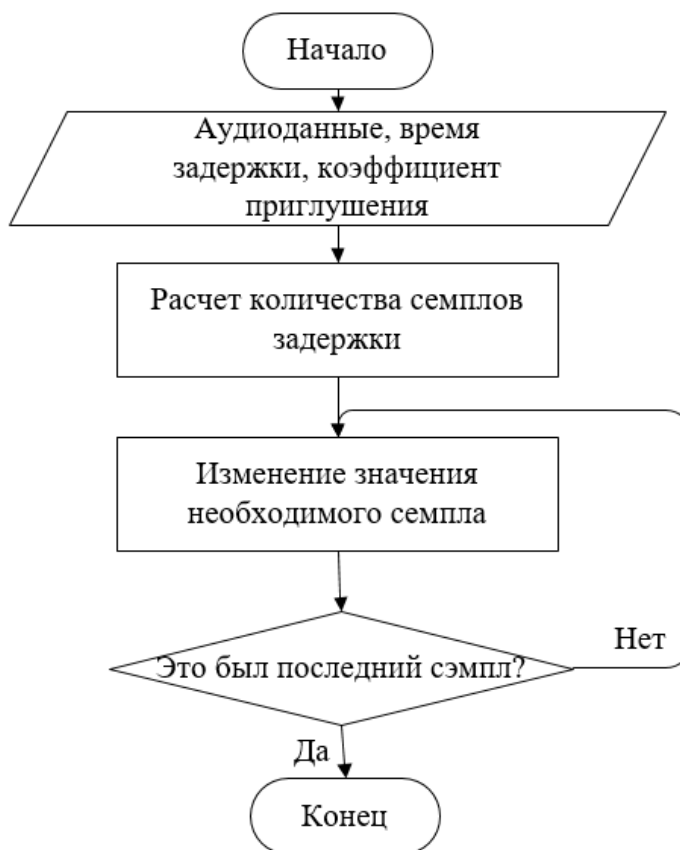 Начало
Аудиоданные, время
задержки, коэффициент
приглушения
Расчет количества семплов
задержки
Изменение значения
необходимого семпла
Это был последний сэмпл?
Нет
Да
Конец